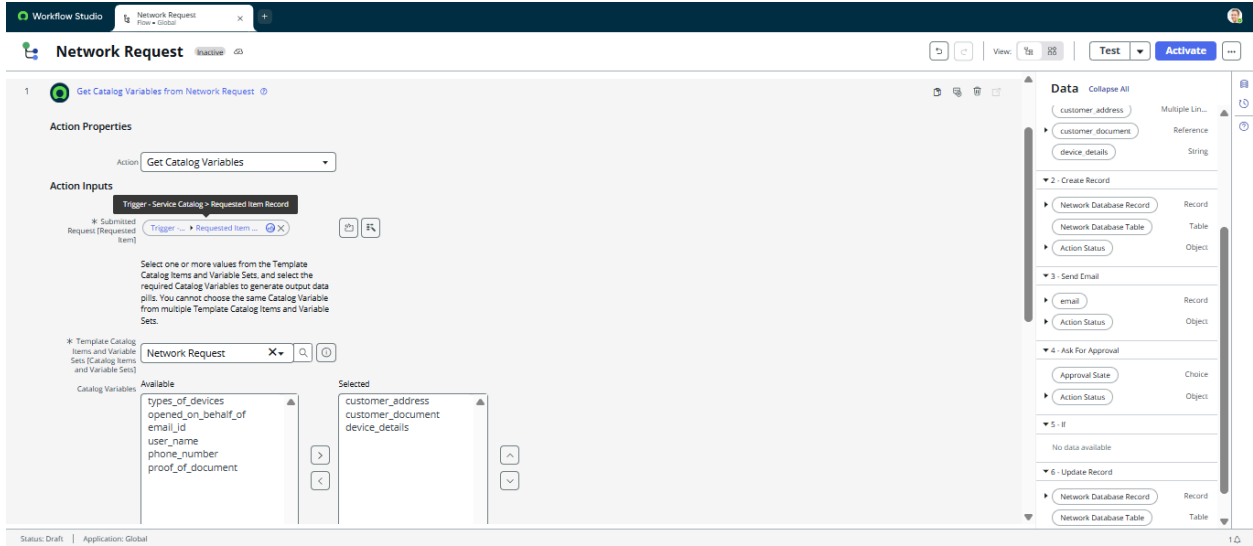 Workflow Studio
Network Request
Flow • Global
Network Request
Inactive
View:
Test
Activate
1
Get Catalog Variables from Network Request
Action Properties
Action
Get Catalog Variables
Action Inputs
Trigger - Service Catalog > Requested Item Record
* Submitted
Request [Requested
Item]
Trigger -... ▸ Requested Item ...
Select one or more values from the Template
Catalog Items and Variable Sets, and select the
required Catalog Variables to generate output data
pills. You cannot choose the same Catalog Variable
from multiple Template Catalog Items and Variable
Sets.
* Template Catalog
Items and Variable
Sets [Catalog Items
and Variable Sets]
Network Request
Catalog Variables
Available
types_of_devices
opened_on_behalf_of
email_id
user_name
phone_number
proof_of_document
Selected
customer_address
customer_document
device_details
Data
Collapse All
customer_address
Multiple Lin...
customer_document
Reference
device_details
String
2 - Create Record
Network Database Record
Record
Network Database Table
Table
Action Status
Object
3 - Send Email
email
Record
Action Status
Object
4 - Ask For Approval
Approval State
Choice
Action Status
Object
5 - If
No data available
6 - Update Record
Network Database Record
Record
Network Database Table
Table
Status: Draft | Application: Global
1